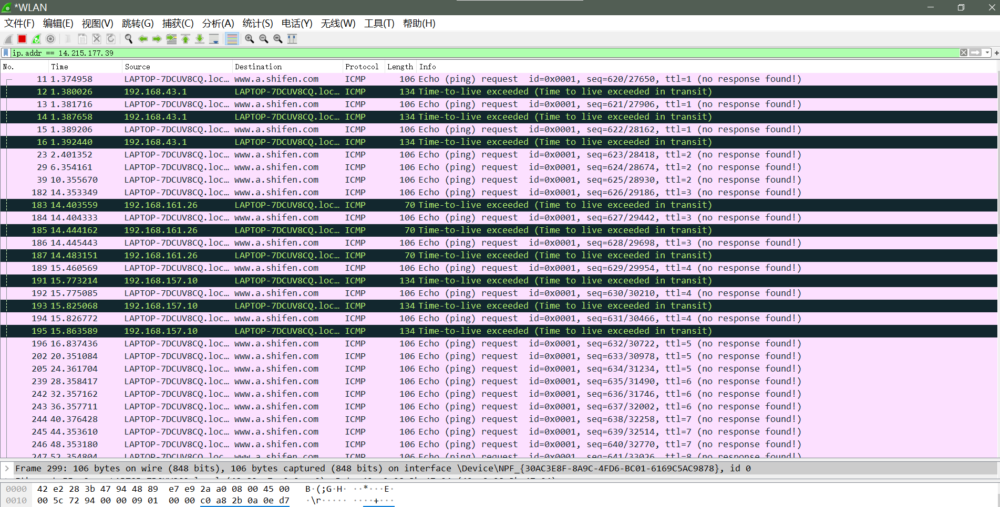 *WLAN
文件(F) 编辑(E) 视图(V) 跳转(G) 捕获(C) 分析(A) 统计(S) 电话(Y) 无线(W) 工具(T) 帮助(H)
ip.addr == 14.215.177.39
No. Time Source Destination Protocol Length Info
11 1.374958 LAPTOP-7DCUV8CQ.loc… www.a.shifen.com ICMP 106 Echo (ping) request id=0x0001, seq=620/27650, ttl=1 (no response found!)
12 1.380026 192.168.43.1 LAPTOP-7DCUV8CQ.loc… ICMP 134 Time-to-live exceeded (Time to live exceeded in transit)
13 1.381716 LAPTOP-7DCUV8CQ.loc… www.a.shifen.com ICMP 106 Echo (ping) request id=0x0001, seq=621/27906, ttl=1 (no response found!)
14 1.387658 192.168.43.1 LAPTOP-7DCUV8CQ.loc… ICMP 134 Time-to-live exceeded (Time to live exceeded in transit)
15 1.389206 LAPTOP-7DCUV8CQ.loc… www.a.shifen.com ICMP 106 Echo (ping) request id=0x0001, seq=622/28162, ttl=1 (no response found!)
16 1.392440 192.168.43.1 LAPTOP-7DCUV8CQ.loc… ICMP 134 Time-to-live exceeded (Time to live exceeded in transit)
23 2.401352 LAPTOP-7DCUV8CQ.loc… www.a.shifen.com ICMP 106 Echo (ping) request id=0x0001, seq=623/28418, ttl=2 (no response found!)
29 6.354161 LAPTOP-7DCUV8CQ.loc… www.a.shifen.com ICMP 106 Echo (ping) request id=0x0001, seq=624/28674, ttl=2 (no response found!)
39 10.355670 LAPTOP-7DCUV8CQ.loc… www.a.shifen.com ICMP 106 Echo (ping) request id=0x0001, seq=625/28930, ttl=2 (no response found!)
182 14.353349 LAPTOP-7DCUV8CQ.loc… www.a.shifen.com ICMP 106 Echo (ping) request id=0x0001, seq=626/29186, ttl=3 (no response found!)
183 14.403559 192.168.161.26 LAPTOP-7DCUV8CQ.loc… ICMP 70 Time-to-live exceeded (Time to live exceeded in transit)
184 14.404333 LAPTOP-7DCUV8CQ.loc… www.a.shifen.com ICMP 106 Echo (ping) request id=0x0001, seq=627/29442, ttl=3 (no response found!)
185 14.444162 192.168.161.26 LAPTOP-7DCUV8CQ.loc… ICMP 70 Time-to-live exceeded (Time to live exceeded in transit)
186 14.445443 LAPTOP-7DCUV8CQ.loc… www.a.shifen.com ICMP 106 Echo (ping) request id=0x0001, seq=628/29698, ttl=3 (no response found!)
187 14.483151 192.168.161.26 LAPTOP-7DCUV8CQ.loc… ICMP 70 Time-to-live exceeded (Time to live exceeded in transit)
189 15.460569 LAPTOP-7DCUV8CQ.loc… www.a.shifen.com ICMP 106 Echo (ping) request id=0x0001, seq=629/29954, ttl=4 (no response found!)
191 15.773214 192.168.157.10 LAPTOP-7DCUV8CQ.loc… ICMP 134 Time-to-live exceeded (Time to live exceeded in transit)
192 15.775085 LAPTOP-7DCUV8CQ.loc… www.a.shifen.com ICMP 106 Echo (ping) request id=0x0001, seq=630/30210, ttl=4 (no response found!)
193 15.825068 192.168.157.10 LAPTOP-7DCUV8CQ.loc… ICMP 134 Time-to-live exceeded (Time to live exceeded in transit)
194 15.826772 LAPTOP-7DCUV8CQ.loc… www.a.shifen.com ICMP 106 Echo (ping) request id=0x0001, seq=631/30466, ttl=4 (no response found!)
195 15.863589 192.168.157.10 LAPTOP-7DCUV8CQ.loc… ICMP 134 Time-to-live exceeded (Time to live exceeded in transit)
196 16.837436 LAPTOP-7DCUV8CQ.loc… www.a.shifen.com ICMP 106 Echo (ping) request id=0x0001, seq=632/30722, ttl=5 (no response found!)
202 20.351084 LAPTOP-7DCUV8CQ.loc… www.a.shifen.com ICMP 106 Echo (ping) request id=0x0001, seq=633/30978, ttl=5 (no response found!)
205 24.361704 LAPTOP-7DCUV8CQ.loc… www.a.shifen.com ICMP 106 Echo (ping) request id=0x0001, seq=634/31234, ttl=5 (no response found!)
239 28.358417 LAPTOP-7DCUV8CQ.loc… www.a.shifen.com ICMP 106 Echo (ping) request id=0x0001, seq=635/31490, ttl=6 (no response found!)
242 32.357162 LAPTOP-7DCUV8CQ.loc… www.a.shifen.com ICMP 106 Echo (ping) request id=0x0001, seq=636/31746, ttl=6 (no response found!)
243 36.357711 LAPTOP-7DCUV8CQ.loc… www.a.shifen.com ICMP 106 Echo (ping) request id=0x0001, seq=637/32002, ttl=6 (no response found!)
244 40.376428 LAPTOP-7DCUV8CQ.loc… www.a.shifen.com ICMP 106 Echo (ping) request id=0x0001, seq=638/32258, ttl=7 (no response found!)
245 44.353610 LAPTOP-7DCUV8CQ.loc… www.a.shifen.com ICMP 106 Echo (ping) request id=0x0001, seq=639/32514, ttl=7 (no response found!)
246 48.353180 LAPTOP-7DCUV8CQ.loc… www.a.shifen.com ICMP 106 Echo (ping) request id=0x0001, seq=640/32770, ttl=7 (no response found!)
247 52.354804 LAPTOP-7DCUV8CQ.loc… www.a.shifen.com ICMP 106 Echo (ping) request id=0x0001, seq=641/33026, ttl=8 (no response found!)
Frame 299: 106 bytes on wire (848 bits), 106 bytes captured (848 bits) on interface \Device\NPF_{30AC3E8F-8A9C-4FD6-BC01-6169C5AC9878}, id 0
0000 42 e2 28 3b 47 94 48 89 e7 e9 2a a0 08 00 45 00 B·(;G·H· ··*···E·
0010 00 5c 72 94 00 00 09 01 00 00 c0 a8 2b 0a 0e d7 ·\r····· ····+···